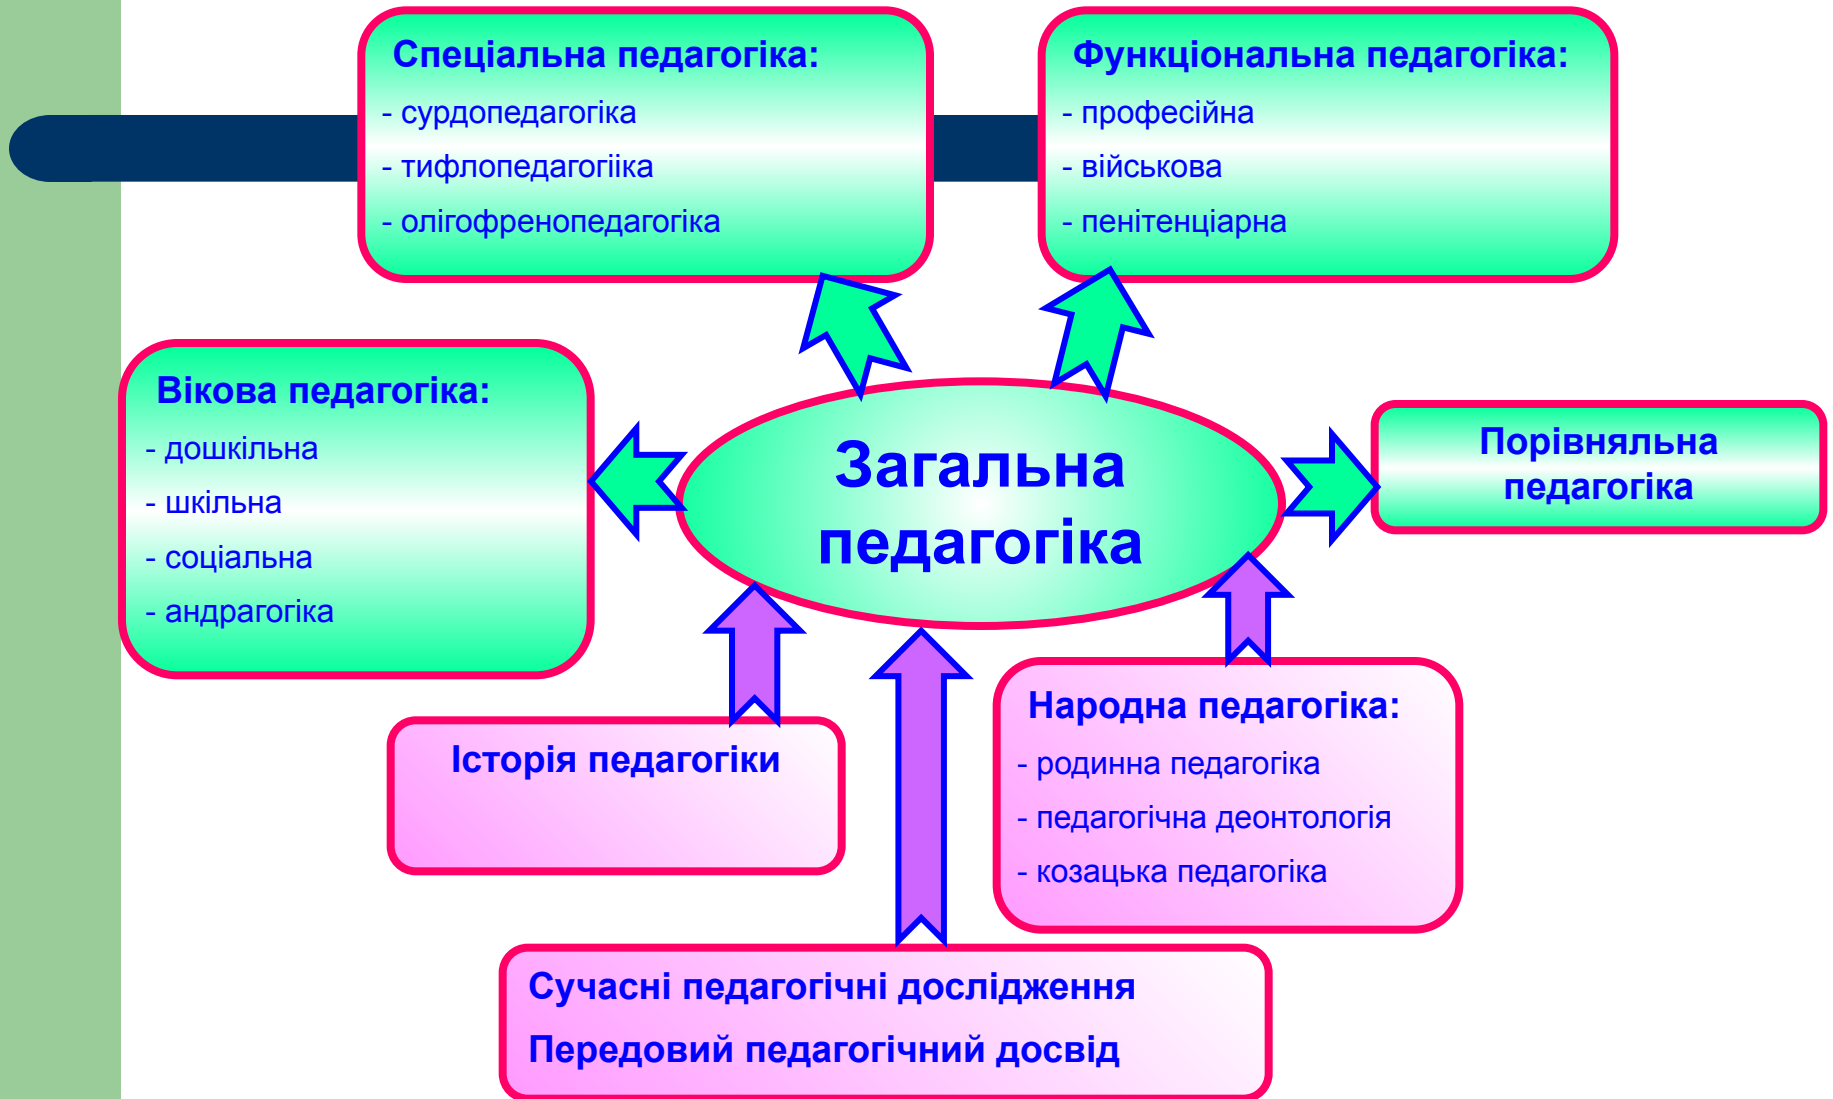 Спеціальна педагогіка:
- сурдопедагогіка
- тифлопедагогііка
- олігофренопедагогіка
Функціональна педагогіка:
- професійна
- військова
- пенітенціарна
Вікова педагогіка:
- дошкільна
- шкільна
- соціальна
- андрагогіка
Загальна
педагогіка
Порівняльна
педагогіка
Історія педагогіки
Народна педагогіка:
- родинна педагогіка
- педагогічна деонтологія
- козацька педагогіка
Сучасні педагогічні дослідження
Передовий педагогічний досвід